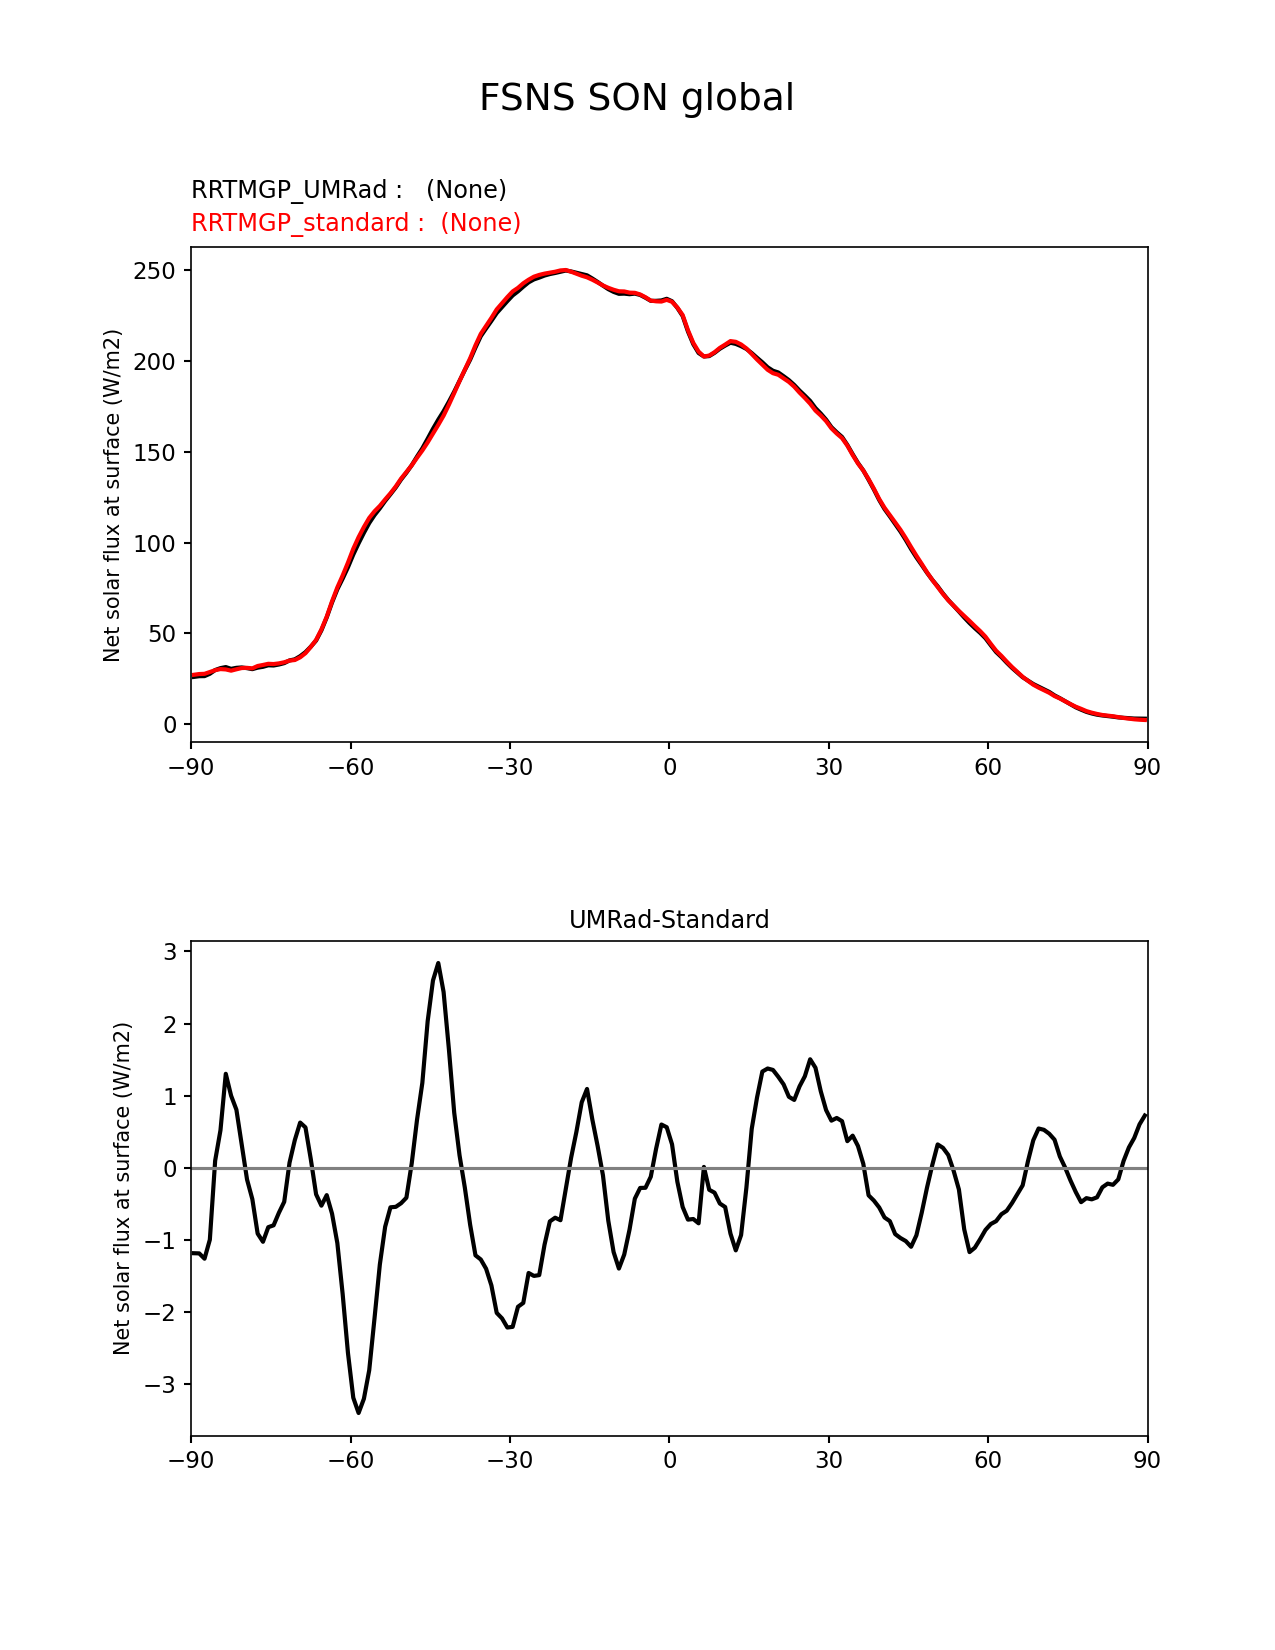 FSNS SON global
RRTMGP_UMRad :   (None)
RRTMGP_standard :  (None)
Net solar flux at surface (W/m2)
250
200
150
100
50
0
−90 −60 −30 0 30 60 90
UMRad-Standard
Net solar flux at surface (W/m2)
3
2
1
0
−1
−2
−3
−90 −60 −30 0 30 60 90